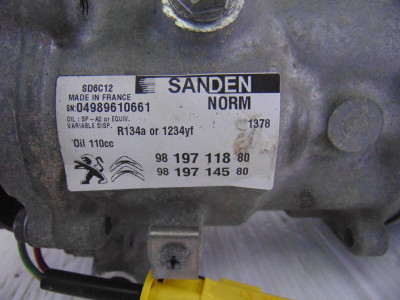 SD6C12
SANDEN
MADE IN FRANCE
SN:04989610661
NORM
OIL : SP - A2 or EQUIV.
VARIABLE DISP.
R134a or 1234yf
1378
Oil 110cc
98 197 118 80
98 197 145 80